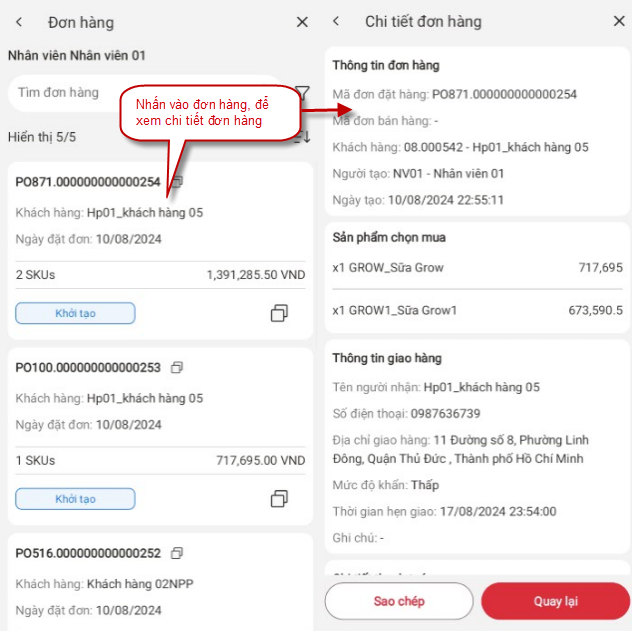 Đơn hàng
Nhân viên Nhân viên 01
Tìm đơn hàng
Hiển thị 5/5
Nhấn vào đơn hàng, để
xem chi tiết đơn hàng
PO871.000000000000254
Khách hàng: Hp01_khách hàng 05
Ngày đặt đơn: 10/08/2024
2 SKUs 1,391,285.50 VND
Khởi tạo
PO100.000000000000253
Khách hàng: Hp01_khách hàng 05
Ngày đặt đơn: 10/08/2024
1 SKUs 717,695.00 VND
Khởi tạo
PO516.000000000000252
Khách hàng: Khách hàng 02NPP
Ngày đặt đơn: 10/08/2024
Chi tiết đơn hàng
Thông tin đơn hàng
Mã đơn đặt hàng: PO871.000000000000254
Mã đơn bán hàng: -
Khách hàng: 08.000542 - Hp01_khách hàng 05
Người tạo: NV01 - Nhân viên 01
Ngày tạo: 10/08/2024 22:55:11
Sản phẩm chọn mua
x1 GROW_Sữa Grow 717,695
x1 GROW1_Sữa Grow1 673,590.5
Thông tin giao hàng
Tên người nhận: Hp01_khách hàng 05
Số điện thoại: 0987636739
Địa chỉ giao hàng: 11 Đường số 8, Phường Linh
Đông, Quận Thủ Đức , Thành phố Hồ Chí Minh
Mức độ khẩn: Thấp
Thời gian hẹn giao: 17/08/2024 23:54:00
Ghi chú: -
Sao chép
Quay lại